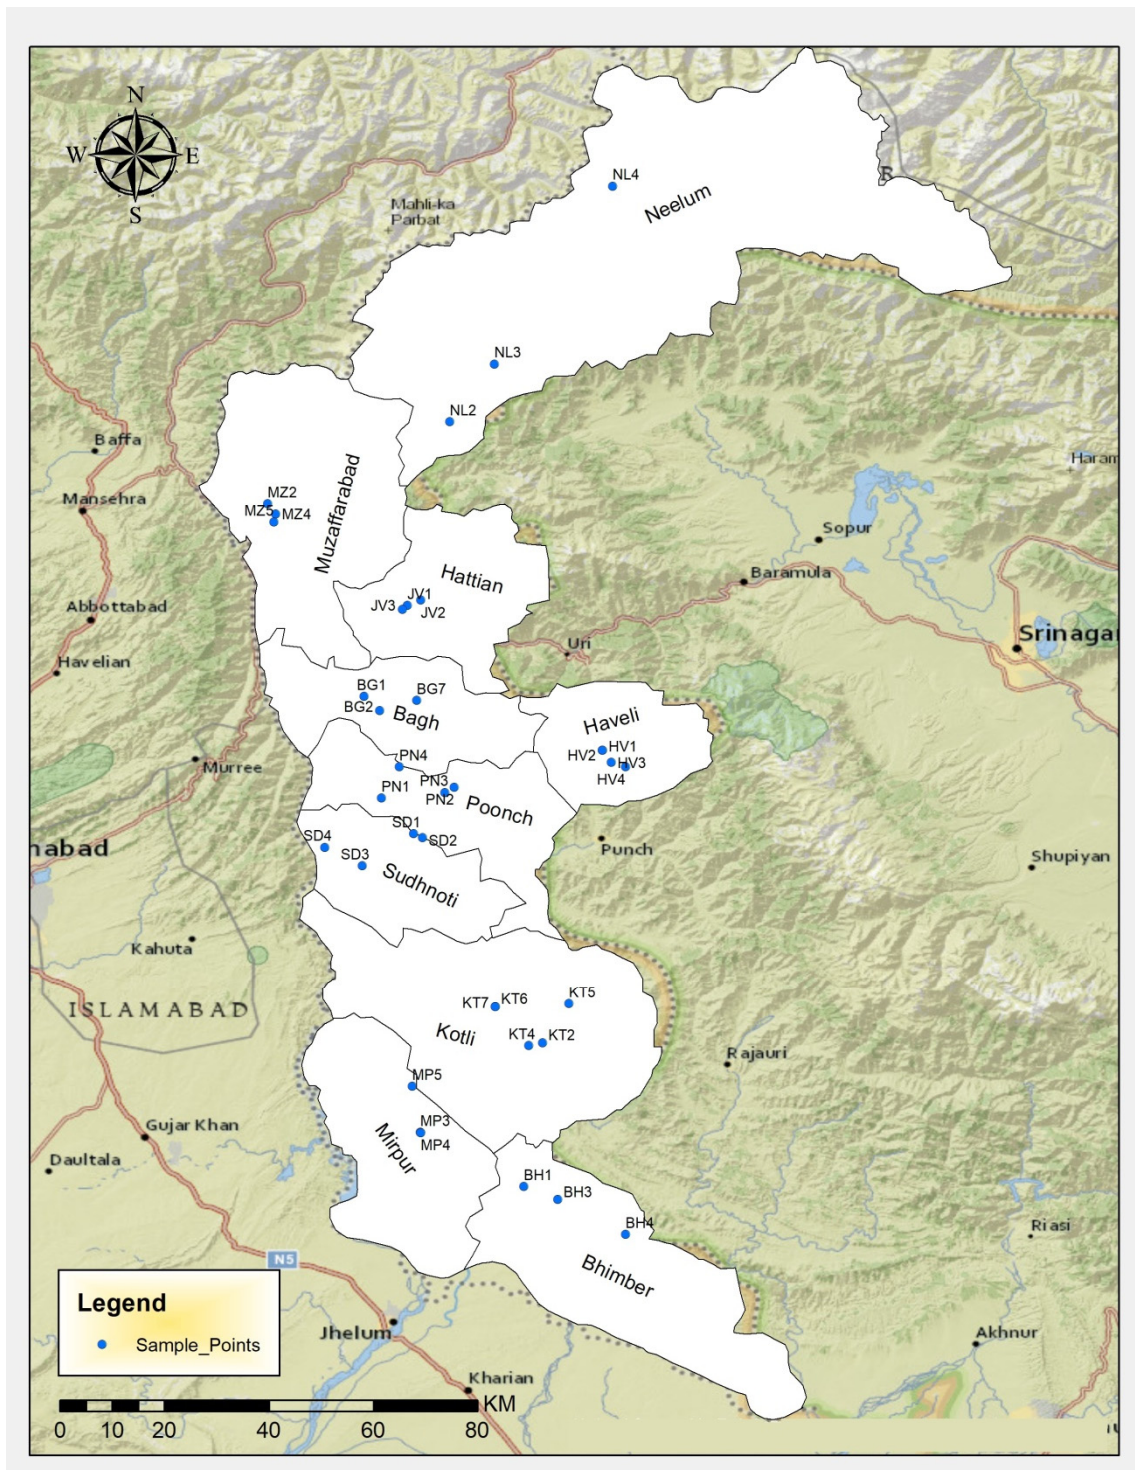 N
W E
S
R
NL4
Neelum
Mahli-ka
Parbat
NL3
NL2
Baffa
Haram
Mansehra
MZ2
MZ5 MZ4
Muzaffarabad
Sopur
Hattian
Baramula
Abbottabad
JV1
JV3 JV2
Srinagar
Uri
Havelian
BG1 BG7
BG2 Bagh
Haveli
HV1
HV2
HV3
HV4
Murree
PN4
PN3
PN1 PN2
Poonch
SD1
SD4 SD2
SD3
Sudhnoti
nabad
Punch
Shupiyan
Kahuta
ISLAMABAD
KT7 KT6 KT5
Kotli
KT4 KT2
Rajauri
MP5
MP3
MP4
Mirpur
Gujar Khan
Daultala
BH1
BH3
BH4
Riasi
Bhimber
N5
Legend
Sample_Points
Jhelum
Akhnur
Kharian
KM
0 10 20 40 60 80